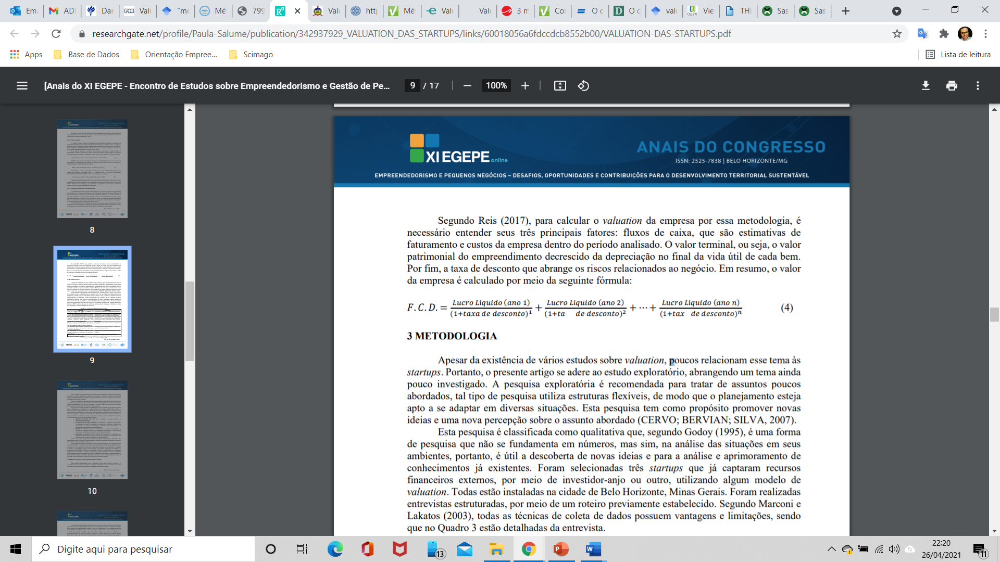 Ema
AD
Dar
Valu
"me
Mé
799
Valu
http
Mé
Valu
Valu
3 m
Cor
O c
O c
valu
Vie
TH
Sas
Sas
researchgate.net/profile/Paula-Salume/publication/342937929_VALUATION_DAS_STARTUPS/links/60018056a6fdccdcb8552b00/VALUATION-DAS-STARTUPS.pdf
Apps
Base de Dados
Orientação Empree...
Scimago
Lista de leitura
[Anais do XI EGEPE - Encontro de Estudos sobre Empreendedorismo e Gestão de Pe...
9 / 17
100%
8
9
10
XI EGEPE online
ANAIS DO CONGRESSO
ISSN: 2525-7838 | BELO HORIZONTE/MG
EMPREENDEDORISMO E PEQUENOS NEGÓCIOS – DESAFIOS, OPORTUNIDADES E CONTRIBUIÇÕES PARA O DESENVOLVIMENTO TERRITORIAL SUSTENTÁVEL
Segundo Reis (2017), para calcular o valuation da empresa por essa metodologia, é
necessário entender seus três principais fatores: fluxos de caixa, que são estimativas de
faturamento e custos da empresa dentro do período analisado. O valor terminal, ou seja, o valor
patrimonial do empreendimento decrescido da depreciação no final da vida útil de cada bem.
Por fim, a taxa de desconto que abrange os riscos relacionados ao negócio. Em resumo, o valor
da empresa é calculado por meio da seguinte fórmula:
F.C.D. = Lucro Líquido (ano 1)/(1+taxa de desconto)¹ + Lucro Líquido (ano 2)/(1+ta de desconto)² + ⋯ + Lucro Líquido (ano n)/(1+tax de desconto)ⁿ (4)
3 METODOLOGIA
Apesar da existência de vários estudos sobre valuation, poucos relacionam esse tema às
startups. Portanto, o presente artigo se adere ao estudo exploratório, abrangendo um tema ainda
pouco investigado. A pesquisa exploratória é recomendada para tratar de assuntos poucos
abordados, tal tipo de pesquisa utiliza estruturas flexíveis, de modo que o planejamento esteja
apto a se adaptar em diversas situações. Esta pesquisa tem como propósito promover novas
ideias e uma nova percepção sobre o assunto abordado (CERVO; BERVIAN; SILVA, 2007).
Esta pesquisa é classificada como qualitativa que, segundo Godoy (1995), é uma forma
de pesquisa que não se fundamenta em números, mas sim, na análise das situações em seus
ambientes, portanto, é útil a descoberta de novas ideias e para a análise e aprimoramento de
conhecimentos já existentes. Foram selecionadas três startups que já captaram recursos
financeiros externos, por meio de investidor-anjo ou outro, utilizando algum modelo de
valuation. Todas estão instaladas na cidade de Belo Horizonte, Minas Gerais. Foram realizadas
entrevistas estruturadas, por meio de um roteiro previamente estabelecido. Segundo Marconi e
Lakatos (2003), todas as técnicas de coleta de dados possuem vantagens e limitações, sendo
que no Quadro 3 estão detalhadas da entrevista.
Digite aqui para pesquisar
13
22:20
26/04/2021
11